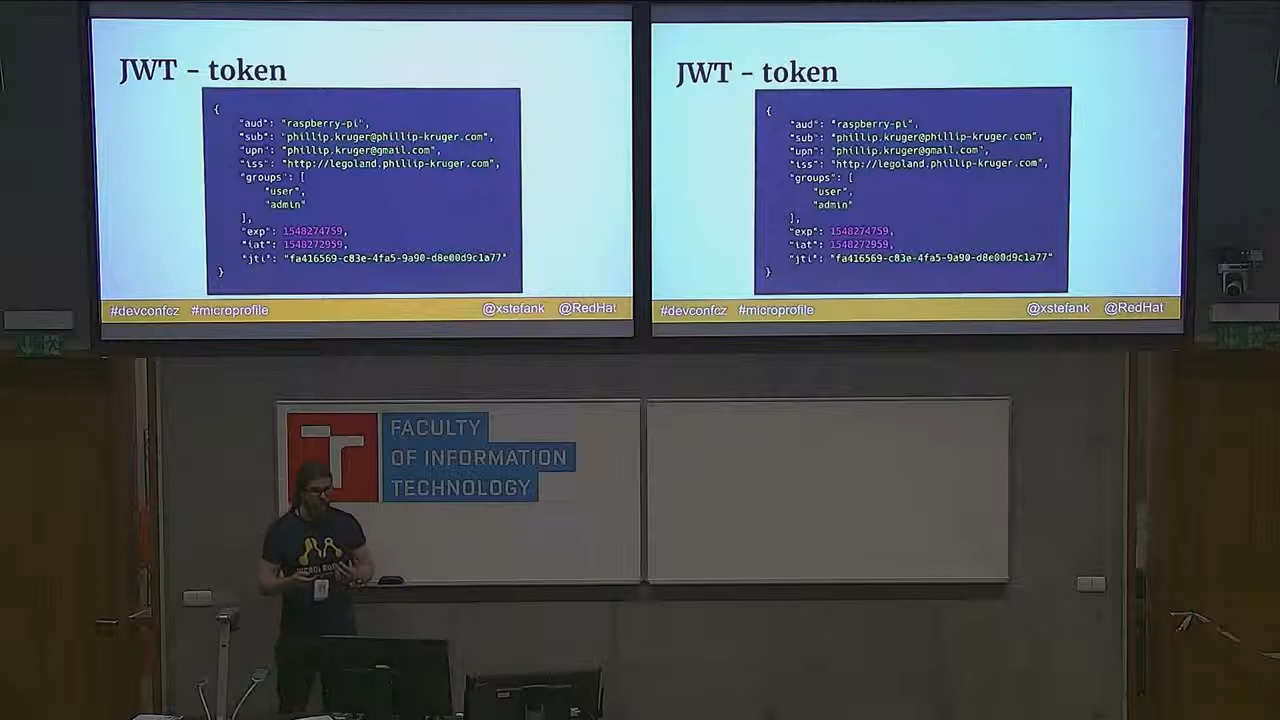 JWT - token
{
"aud": "raspberry-pi",
"sub": "phillip.kruger@phillip-kruger.com",
"upn": "phillip.kruger@gmail.com",
"iss": "http://legoland.phillip-kruger.com",
"groups": [
"user",
"admin"
],
"exp": 1548274759,
"iat": 1548272959,
"jti": "fa416569-c83e-4fa5-9a90-d8e00d9c1a77"
}
#devconfcz #microprofile @xstefank @RedHat
JWT - token
{
"aud": "raspberry-pi",
"sub": "phillip.kruger@phillip-kruger.com",
"upn": "phillip.kruger@gmail.com",
"iss": "http://legoland.phillip-kruger.com",
"groups": [
"user",
"admin"
],
"exp": 1548274759,
"iat": 1548272959,
"jti": "fa416569-c83e-4fa5-9a90-d8e00d9c1a77"
}
#devconfcz #microprofile @xstefank @RedHat
FACULTY
OF INFORMATION
TECHNOLOGY